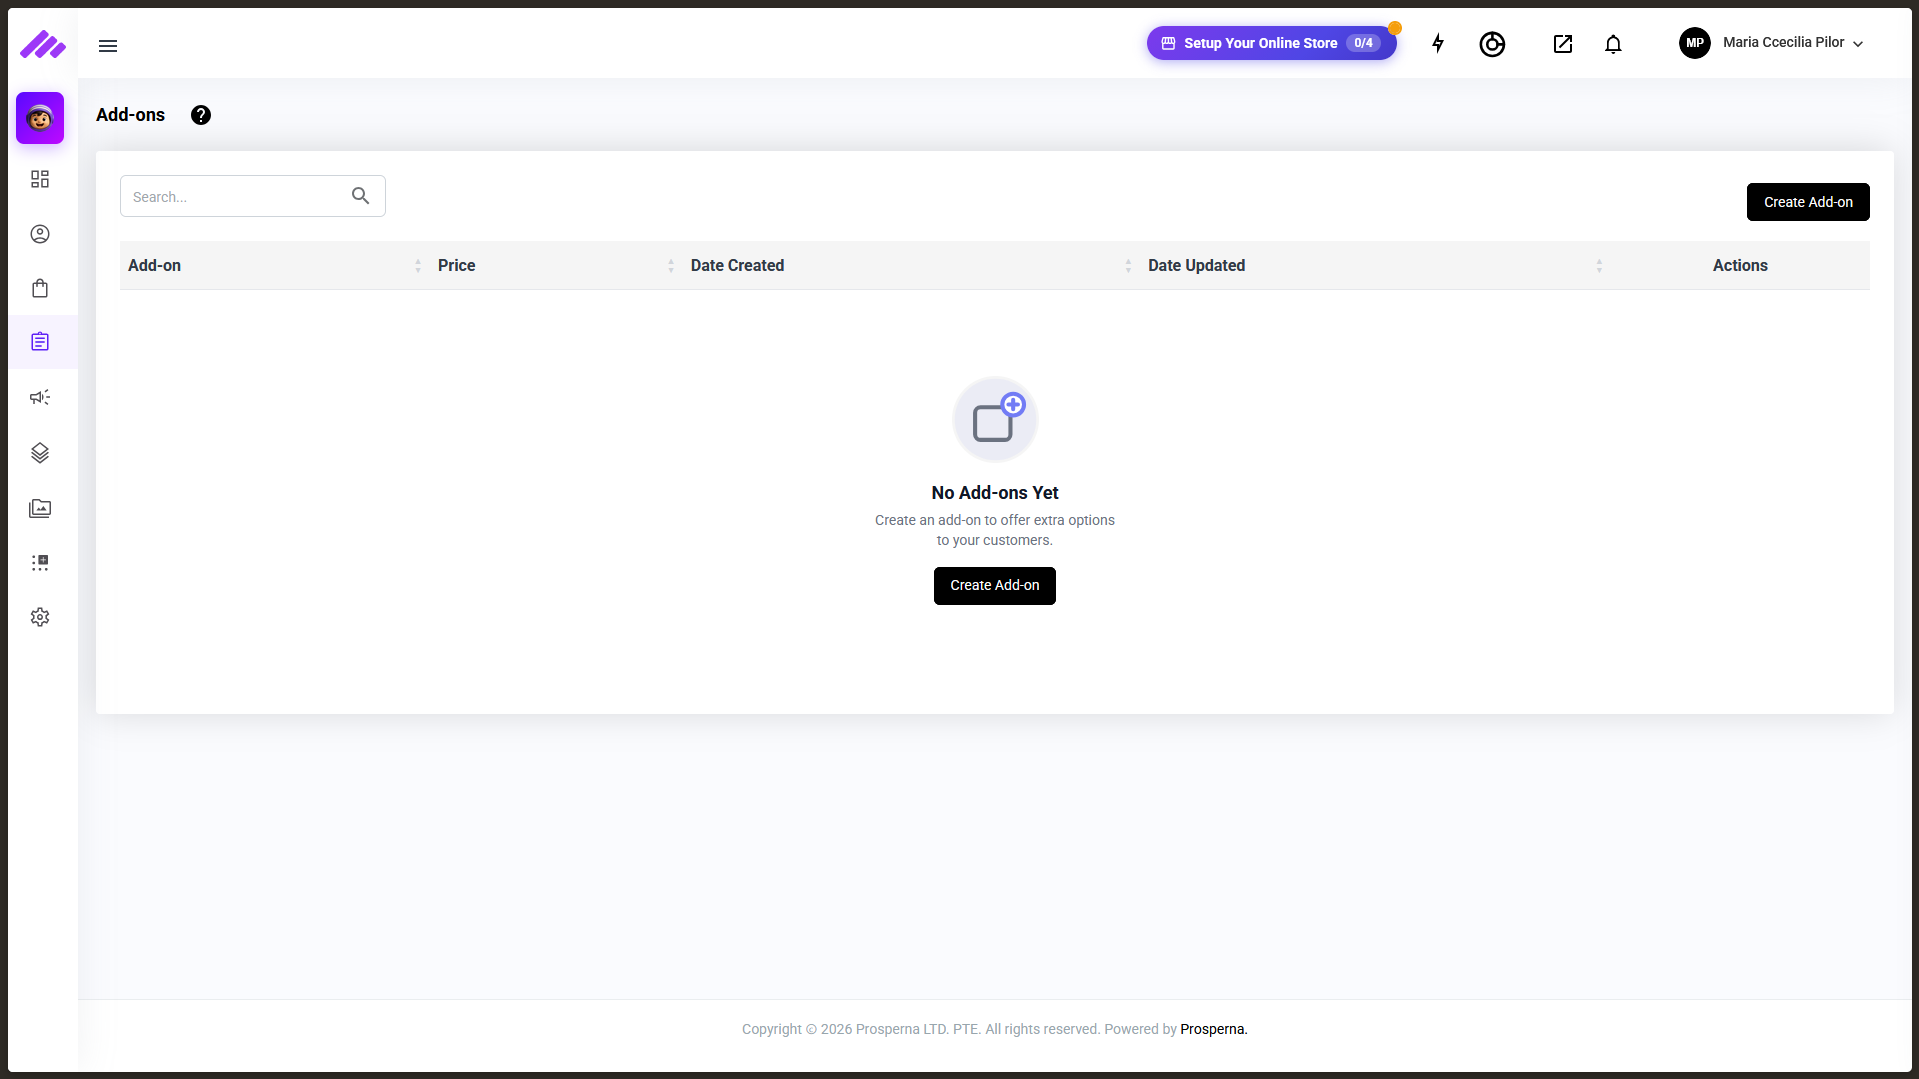 Setup Your Online Store 0/4
MP Maria Ccecilia Pilor
Add-ons
Search...
Create Add-on
Add-on Price Date Created Date Updated Actions
No Add-ons Yet
Create an add-on to offer extra options
to your customers.
Create Add-on
Copyright © 2026 Prosperna LTD. PTE. All rights reserved. Powered by Prosperna.